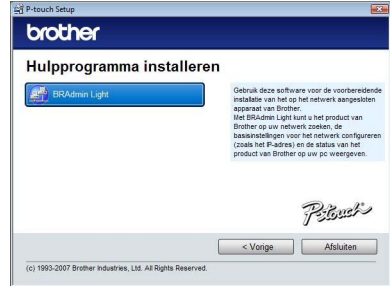 P-touch Setup
brother
Hulpprogramma installeren
BRAdmin Light
Gebruik deze software voor de voorbereidende
installatie van het op het netwerk aangesloten
apparaat van Brother.
Met BRAdmin Light kunt u het product van
Brother op uw netwerk zoeken, de
basisinstellingen voor het netwerk configureren
(zoals het IP-adres) en de status van het
product van Brother op uw pc weergeven.
P-touch
< Vorige
Afsluiten
(c) 1993-2007 Brother Industries, Ltd. All Rights Reserved.